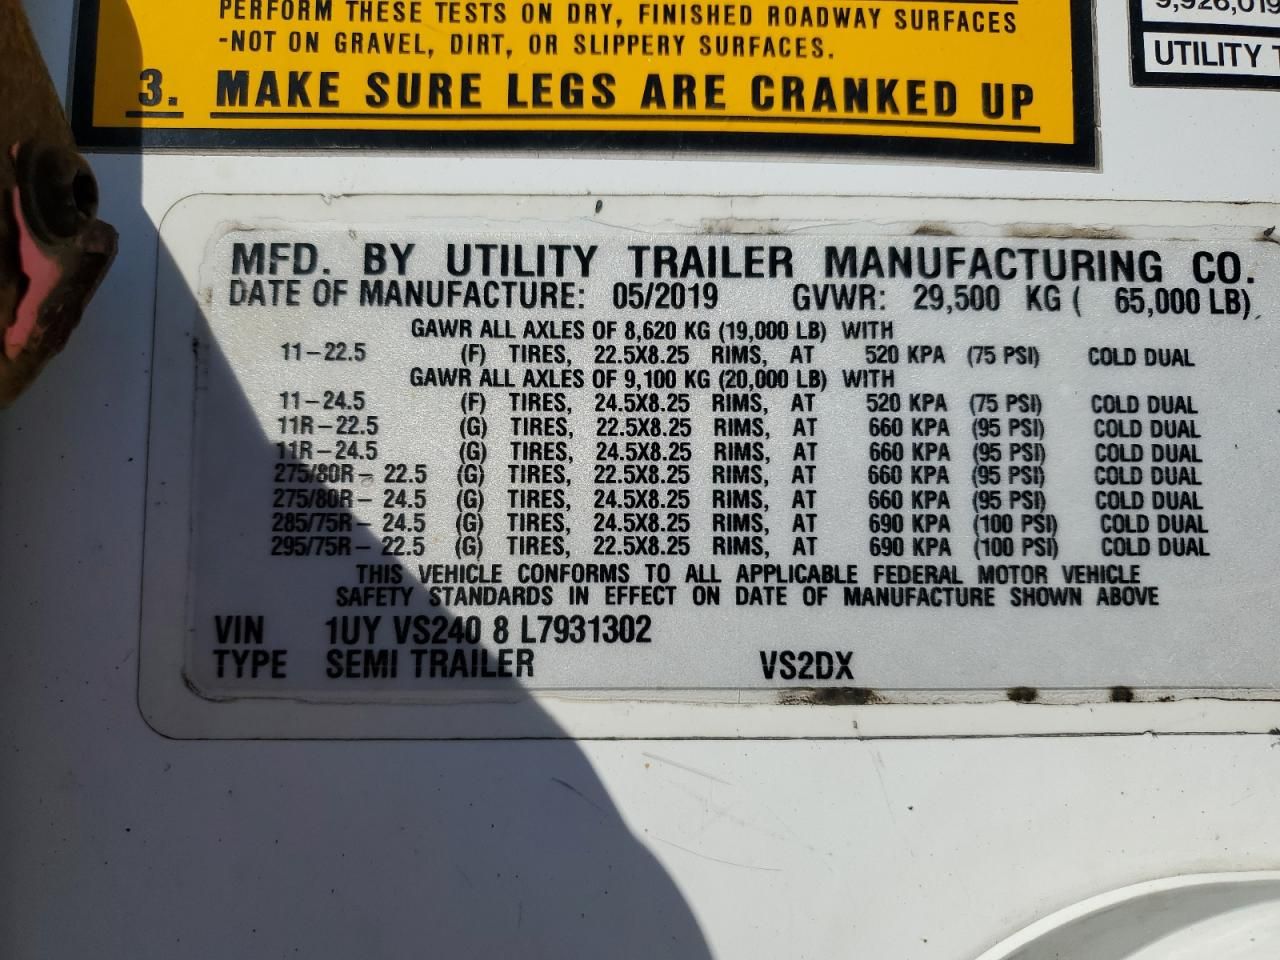 PERFORM THESE TESTS ON DRY, FINISHED ROADWAY SURFACES
-NOT ON GRAVEL, DIRT, OR SLIPPERY SURFACES.
3. MAKE SURE LEGS ARE CRANKED UP
UTILITY
MFD. BY UTILITY TRAILER MANUFACTURING CO.
DATE OF MANUFACTURE: 05/2019 GVWR: 29,500 KG ( 65,000 LB)
GAWR ALL AXLES OF 8,620 KG (19,000 LB) WITH
11-22.5 (F) TIRES, 22.5X8.25 RIMS, AT 520 KPA (75 PSI) COLD DUAL
GAWR ALL AXLES OF 9,100 KG (20,000 LB) WITH
11-24.5 (F) TIRES, 24.5X8.25 RIMS, AT 520 KPA (75 PSI) COLD DUAL
11R-22.5 (G) TIRES, 22.5X8.25 RIMS, AT 660 KPA (95 PSI) COLD DUAL
11R-24.5 (G) TIRES, 24.5X8.25 RIMS, AT 660 KPA (95 PSI) COLD DUAL
275/80R- 22.5 (G) TIRES, 22.5X8.25 RIMS, AT 660 KPA (95 PSI) COLD DUAL
275/80R- 24.5 (G) TIRES, 24.5X8.25 RIMS, AT 660 KPA (95 PSI) COLD DUAL
285/75R- 24.5 (G) TIRES, 24.5X8.25 RIMS, AT 690 KPA (100 PSI) COLD DUAL
295/75R- 22.5 (G) TIRES, 22.5X8.25 RIMS, AT 690 KPA (100 PSI) COLD DUAL
THIS VEHICLE CONFORMS TO ALL APPLICABLE FEDERAL MOTOR VEHICLE
SAFETY STANDARDS IN EFFECT ON DATE OF MANUFACTURE SHOWN ABOVE
VIN 1UY VS240 8 L7931302
TYPE SEMI TRAILER VS2DX